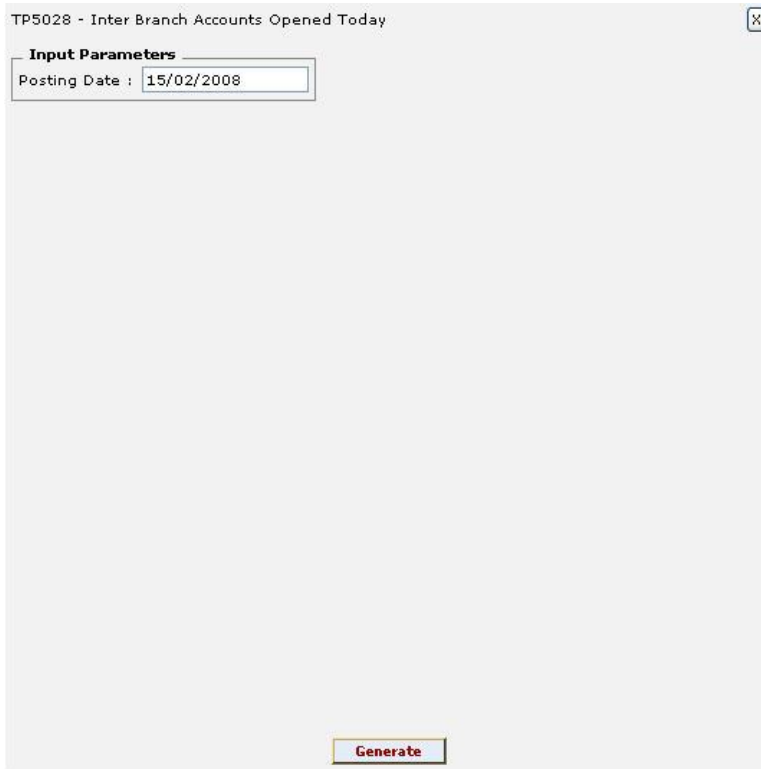 TP5028 - Inter Branch Accounts Opened Today X
Input Parameters
Posting Date : 15/02/2008
Generate